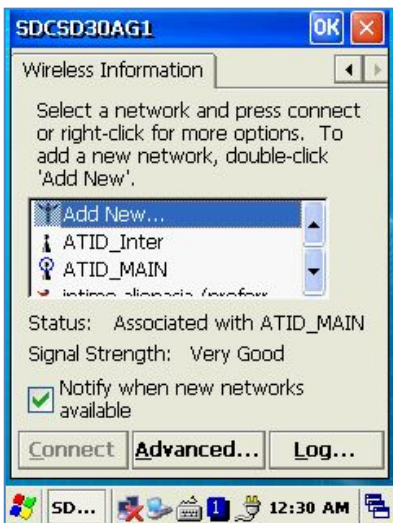 SDCSD30AG1 OK
Wireless Information
Select a network and press connect
or right-click for more options. To
add a new network, double-click
'Add New'.
Add New...
ATID_Inter
ATID_MAIN
Status: Associated with ATID_MAIN
Signal Strength: Very Good
Notify when new networks
available
Connect Advanced... Log...
SD... 1 12:30 AM